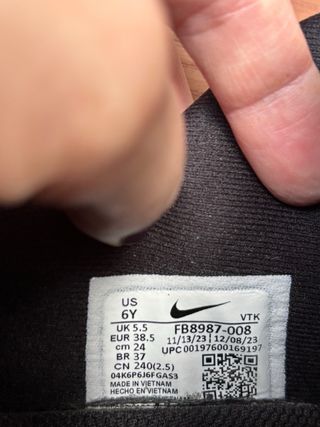 US
6Y
VTK
UK 5.5 FB8987-008
EUR 38.5 11/13/23 | 12/08/23
cm 24 UPC 00197600169197
BR 37
CN 240(2.5)
04K6P6J6FGAS3
MADE IN VIETNAM
HECHO EN VIETNAM